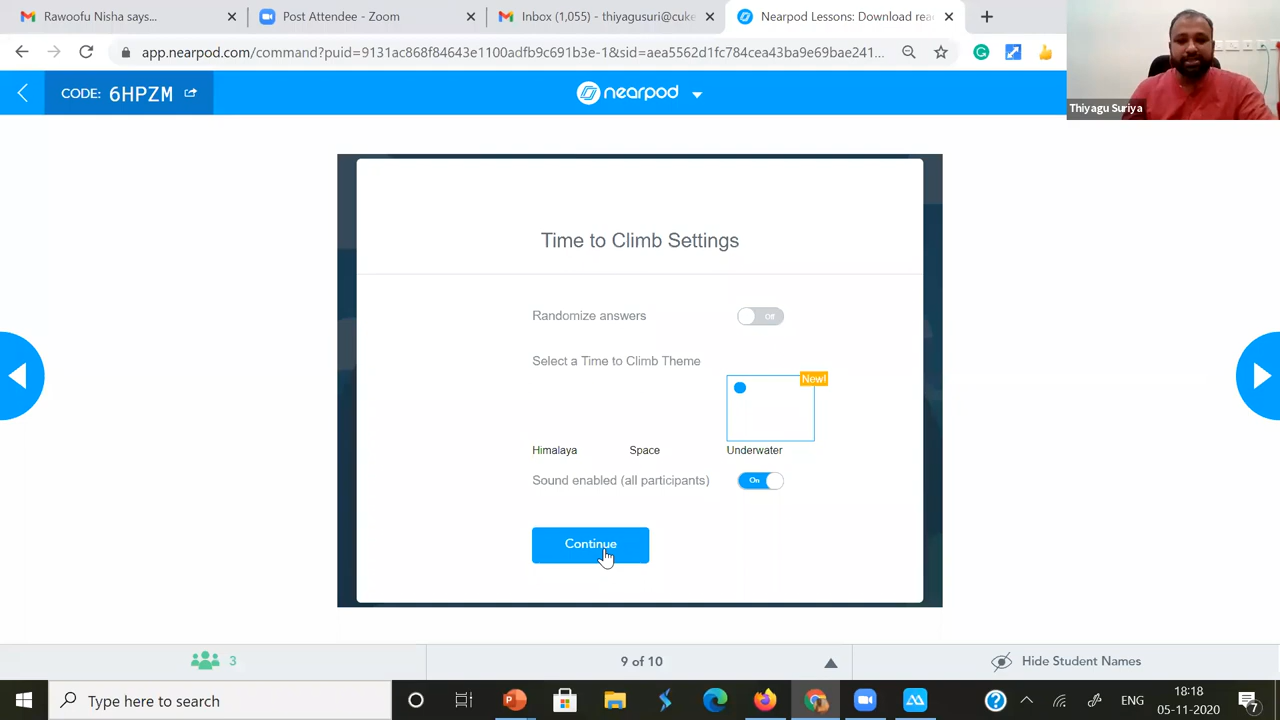 Rawoofu Nisha says...
Post Attendee - Zoom
Inbox (1,055) - thiyagusuri@cuke
Nearpod Lessons: Download rea
app.nearpod.com/command?puid=9131ac868f84643e1100adfb9c991b3e-1&sid=aea5562d1fc784cea43ba9e69bae241...
CODE: 6HPZM
nearpod
Thiyagu Suriya
Time to Climb Settings
Randomize answers
Off
Select a Time to Climb Theme
New!
Himalaya
Space
Underwater
Sound enabled (all participants)
On
Continue
3
9 of 10
Hide Student Names
Type here to search
ENG
18:18
05-11-2020
7